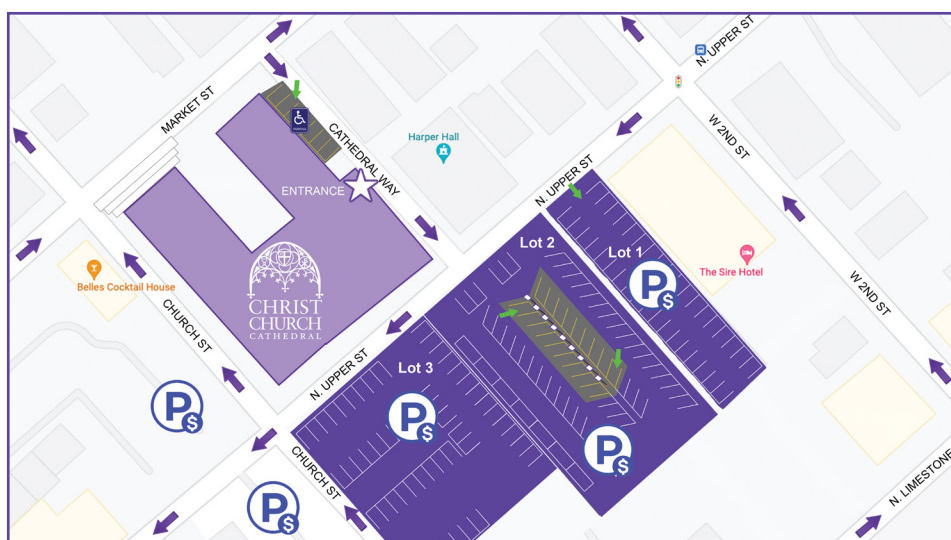 N. UPPER ST
MARKET ST
CATHEDRAL WAY
W 2ND ST
Harper Hall
N. UPPER ST
ENTRANCE
Lot 2
Lot 1
P
$
The Sire Hotel
Belles Cocktail House
CHRIST
CHURCH
CATHEDRAL
CHURCH ST
W 2ND ST
N. UPPER ST
Lot 3
P
$
P
$
P
$
CHURCH ST
P
$
N. LIMESTONE